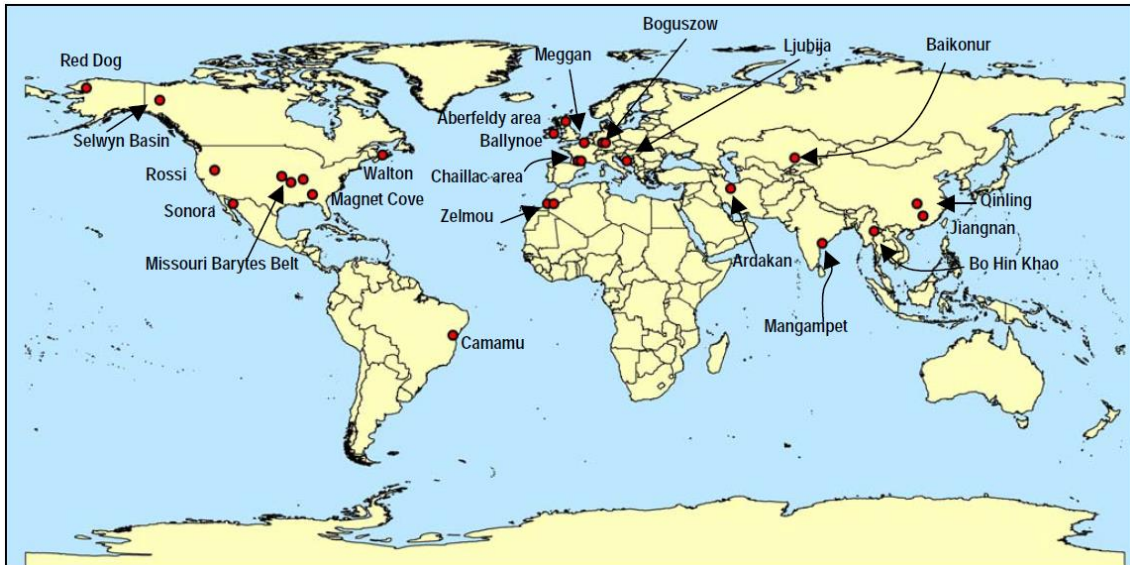 Boguszow
Meggan
Ljubija
Baikonur
Red Dog
Aberfeldy area
Ballynoe
Selwyn Basin
Chaillac area
Rossi
Walton
Magnet Cove
Sonora
Zelmou
Qinling
Jiangnan
Missouri Barytes Belt
Ardakan
Bo Hin Khao
Mangampet
Camamu